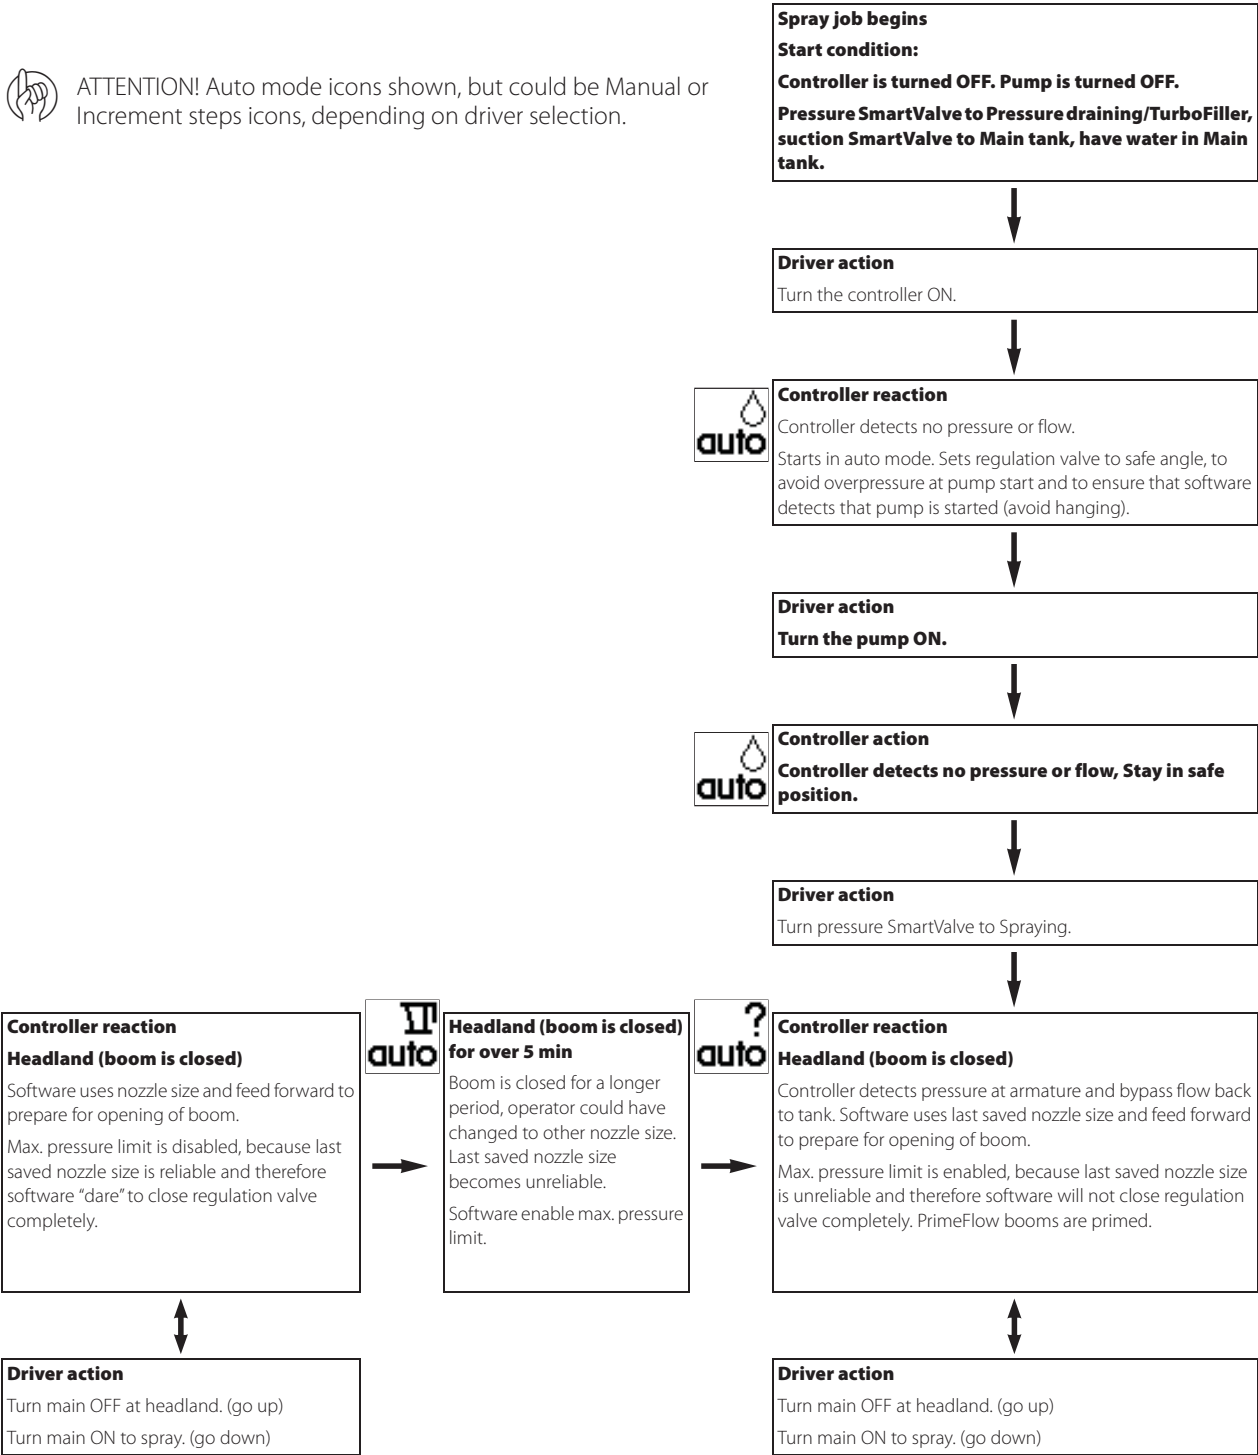 Spray job begins
Start condition:
Controller is turned OFF. Pump is turned OFF.
Pressure SmartValve to Pressure draining/TurboFiller,
suction SmartValve to Main tank, have water in Main
tank.
ATTENTION! Auto mode icons shown, but could be Manual or
Increment steps icons, depending on driver selection.
Driver action
Turn the controller ON.
auto
Controller reaction
Controller detects no pressure or flow.
Starts in auto mode. Sets regulation valve to safe angle, to
avoid overpressure at pump start and to ensure that software
detects that pump is started (avoid hanging).
Driver action
Turn the pump ON.
auto
Controller action
Controller detects no pressure or flow, Stay in safe
position.
Driver action
Turn pressure SmartValve to Spraying.
Controller reaction
Headland (boom is closed)
Software uses nozzle size and feed forward to
prepare for opening of boom.
Max. pressure limit is disabled, because last
saved nozzle size is reliable and therefore
software “dare” to close regulation valve
completely.
auto
Headland (boom is closed)
for over 5 min
Boom is closed for a longer
period, operator could have
changed to other nozzle size.
Last saved nozzle size
becomes unreliable.
Software enable max. pressure
limit.
?
auto
Controller reaction
Headland (boom is closed)
Controller detects pressure at armature and bypass flow back
to tank. Software uses last saved nozzle size and feed forward
to prepare for opening of boom.
Max. pressure limit is enabled, because last saved nozzle size
is unreliable and therefore software will not close regulation
valve completely. PrimeFlow booms are primed.
Driver action
Turn main OFF at headland. (go up)
Turn main ON to spray. (go down)
Driver action
Turn main OFF at headland. (go up)
Turn main ON to spray. (go down)